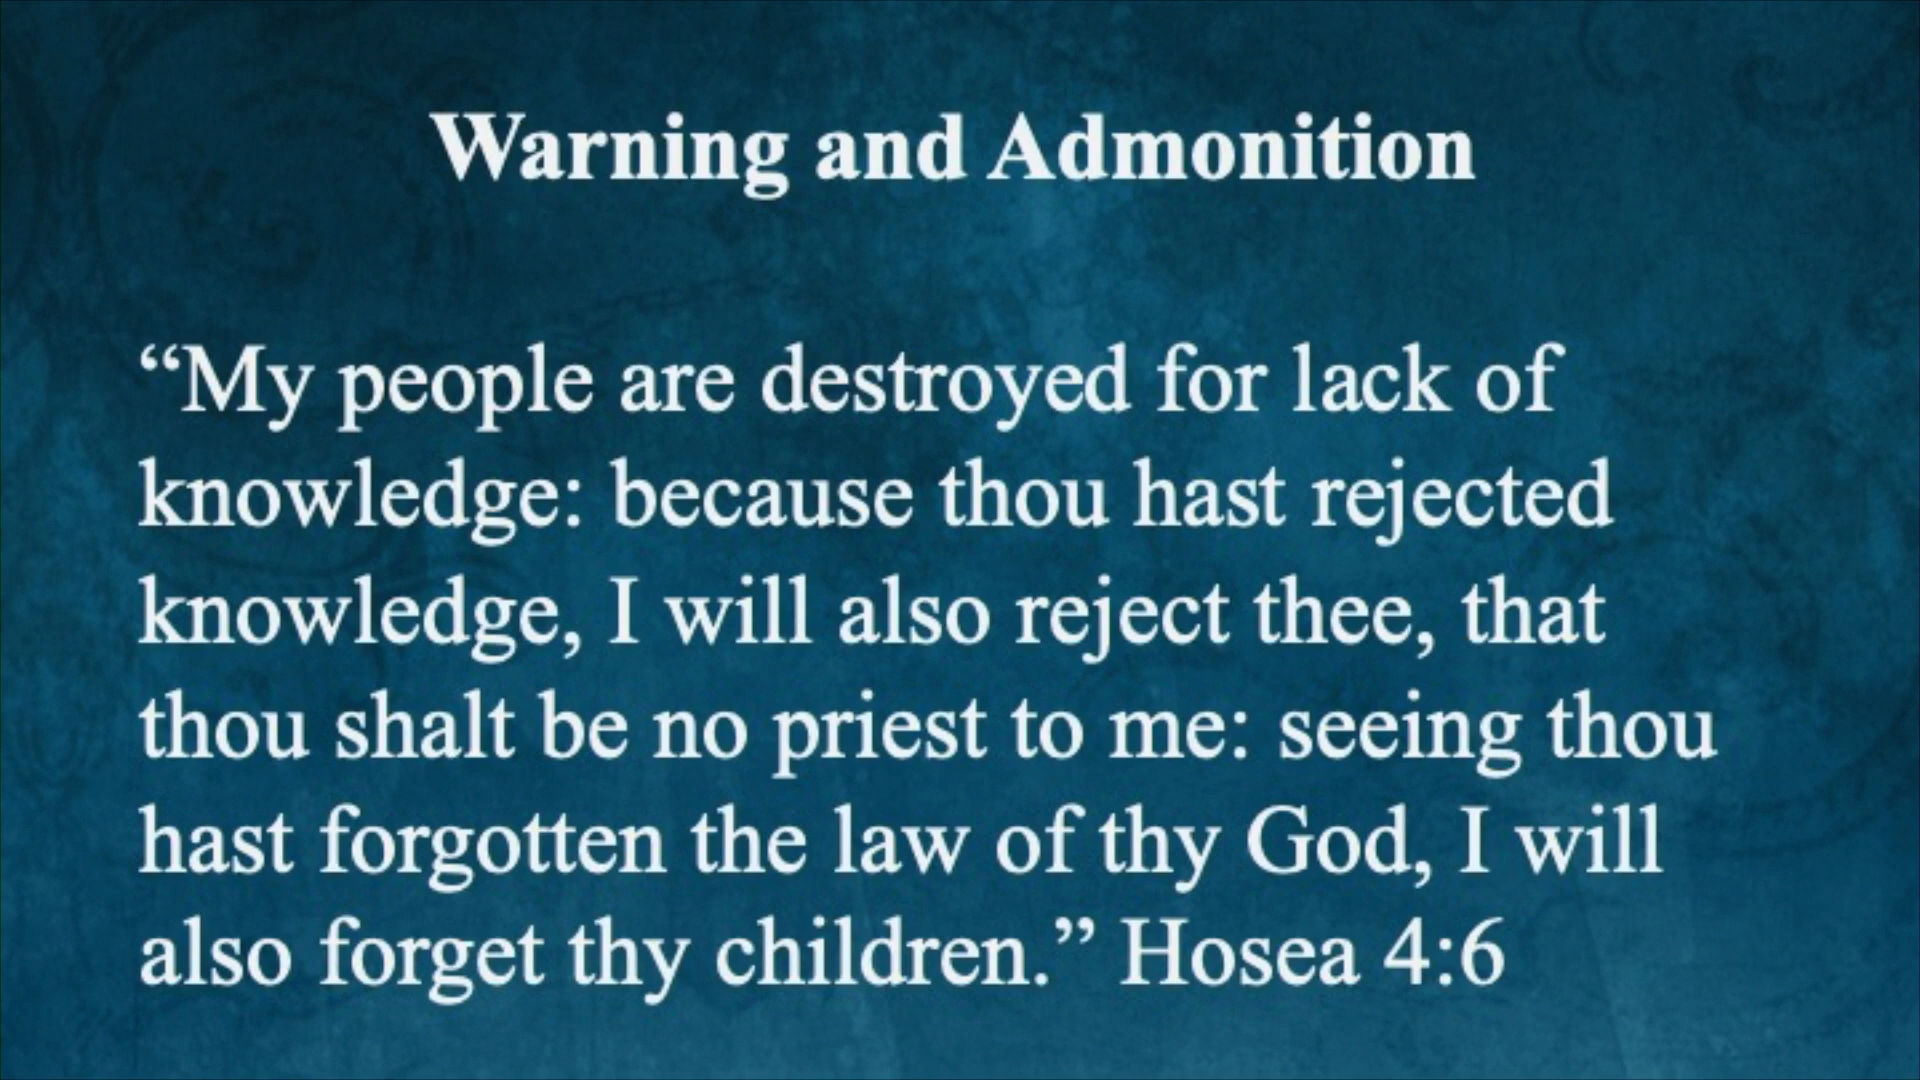 Warning and Admonition
“My people are destroyed for lack of
knowledge: because thou hast rejected
knowledge, I will also reject thee, that
thou shalt be no priest to me: seeing thou
hast forgotten the law of thy God, I will
also forget thy children.” Hosea 4:6